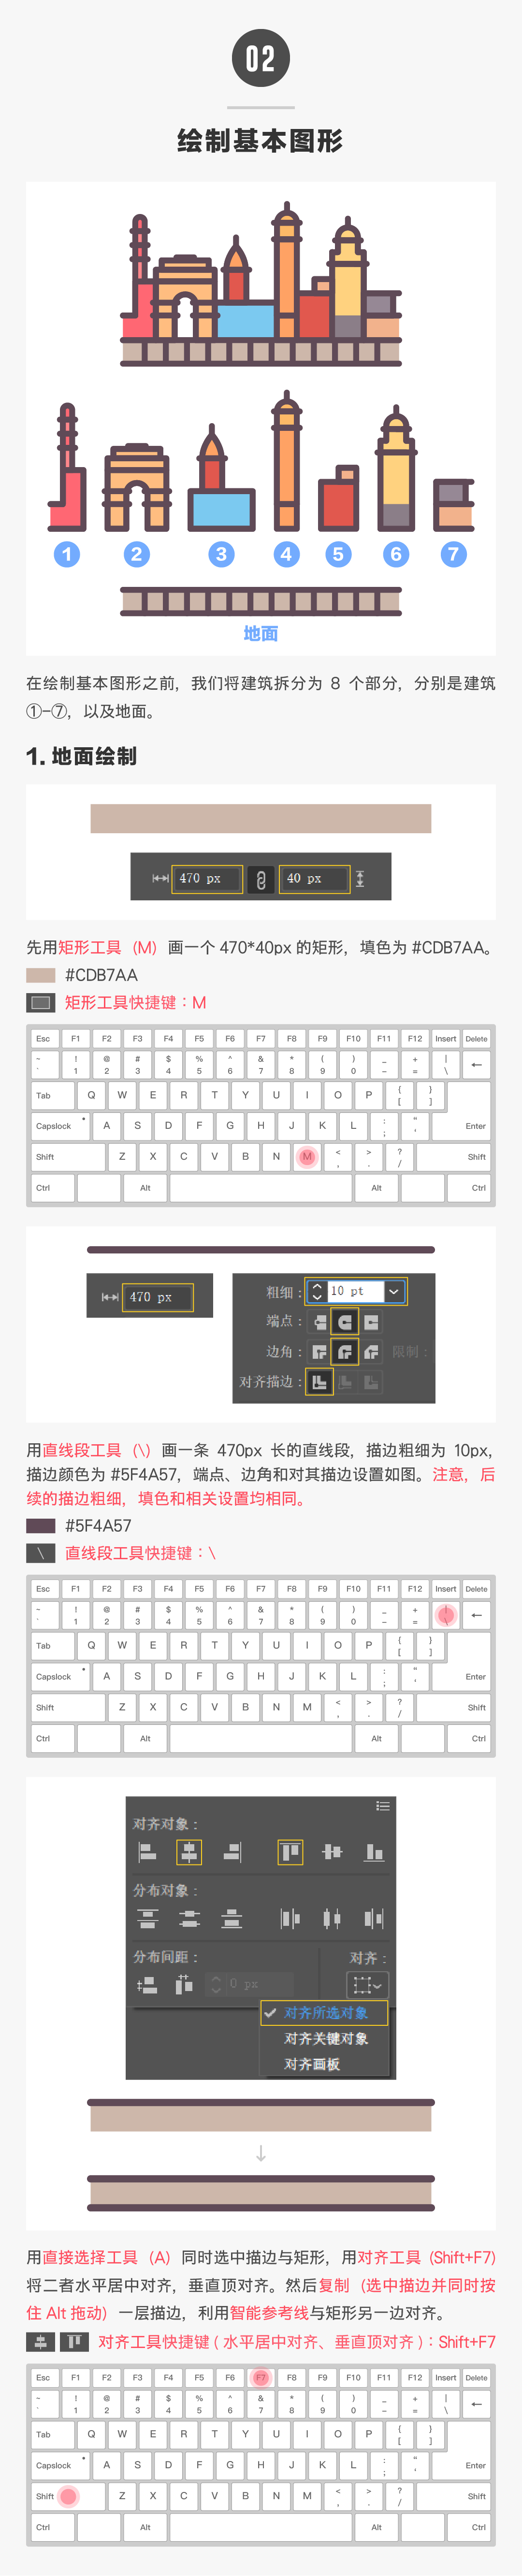 02
绘制基本图形
1 2 3 4 5 6 7
地面
在绘制基本图形之前，我们将建筑拆分为 8 个部分，分别是建筑
①-⑦，以及地面。
1. 地面绘制
470 px 40 px
先用矩形工具（M）画一个 470*40px 的矩形，填色为 #CDB7AA。
#CDB7AA
矩形工具快捷键：M
Esc F1 F2 F3 F4 F5 F6 F7 F8 F9 F10 F11 F12 Insert Delete
~ ! @ # $ % ^ & * ( ) _ + |
` 1 2 3 4 5 6 7 8 9 0 - = \ ←
Tab Q W E R T Y U I O P { [ } ]
Capslock A S D F G H J K L : ; " ' Enter
Shift Z X C V B N M < , > . ? / Shift
Ctrl Alt Alt Ctrl
470 px
粗细： 10 pt
端点：
边角： 限制：
对齐描边：
用直线段工具（\）画一条 470px 长的直线段，描边粗细为 10px，
描边颜色为 #5F4A57，端点、边角和对其描边设置如图。注意，后
续的描边粗细，填色和相关设置均相同。
#5F4A57
\ 直线段工具快捷键：\
Esc F1 F2 F3 F4 F5 F6 F7 F8 F9 F10 F11 F12 Insert Delete
~ ! @ # $ % ^ & * ( ) _ + |
` 1 2 3 4 5 6 7 8 9 0 - = \ ←
Tab Q W E R T Y U I O P { [ } ]
Capslock A S D F G H J K L : ; " ' Enter
Shift Z X C V B N M < , > . ? / Shift
Ctrl Alt Alt Ctrl
对齐对象：
分布对象：
分布间距： 对齐：
0 px
对齐所选对象
对齐关键对象
对齐画板
↓
用直接选择工具（A）同时选中描边与矩形，用对齐工具 (Shift+F7)
将二者水平居中对齐，垂直顶对齐。然后复制（选中描边并同时按
住 Alt 拖动）一层描边，利用智能参考线与矩形另一边对齐。
对齐工具快捷键 ( 水平居中对齐、垂直顶对齐 )：Shift+F7
Esc F1 F2 F3 F4 F5 F6 F7 F8 F9 F10 F11 F12 Insert Delete
~ ! @ # $ % ^ & * ( ) _ + |
` 1 2 3 4 5 6 7 8 9 0 - = \ ←
Tab Q W E R T Y U I O P { [ } ]
Capslock A S D F G H J K L : ; " ' Enter
Shift Z X C V B N M < , > . ? / Shift
Ctrl Alt Alt Ctrl